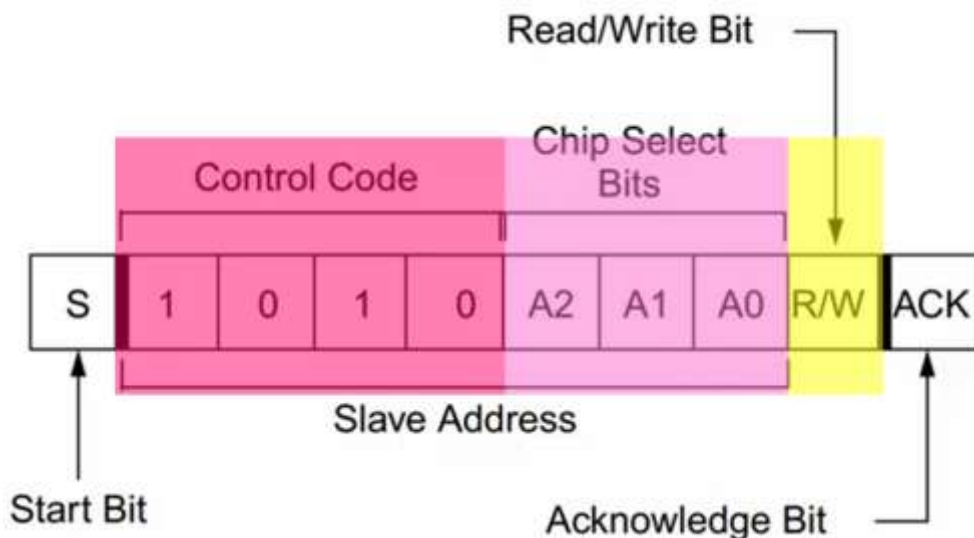 Read/Write Bit
Control Code
Chip Select
Bits
S 1 0 1 0 A2 A1 A0 R/W ACK
Slave Address
Start Bit
Acknowledge Bit